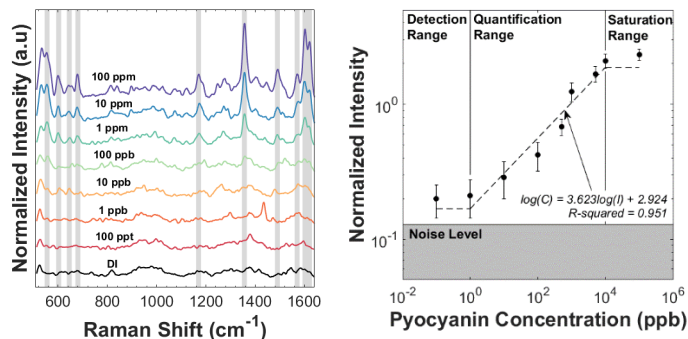 Normalized Intensity (a.u)
100 ppm
10 ppm
1 ppm
100 ppb
10 ppb
1 ppb
100 ppt
DI
600 800 1000 1200 1400 1600
Raman Shift (cm⁻¹)
Normalized Intensity
10⁰
10⁻¹
Detection Range
Quantification Range
Saturation Range
log(C) = 3.623log(I) + 2.924
R-squared = 0.951
Noise Level
10⁻² 10⁰ 10² 10⁴ 10⁶
Pyocyanin Concentration (ppb)